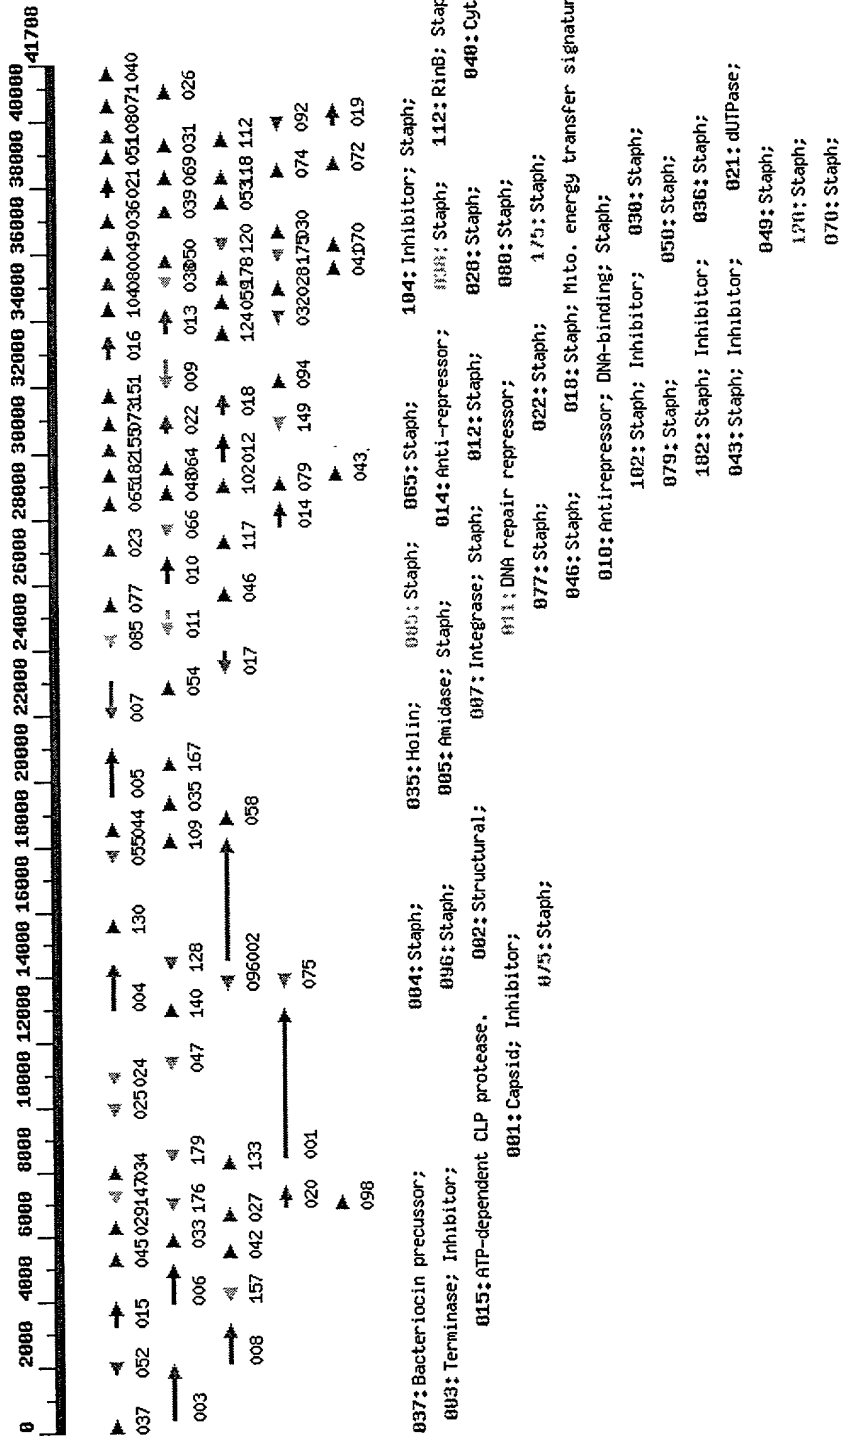 0 2000 4000 6000 8000 10000 12000 14000 16000 18000 20000 22000 24000 26000 28000 30000 32000 34000 36000 38000 40000 41708
037 052 015 045 029 147 034 025 024 004 130 055 044 005 007 085 077 023 065 182 155 073 151 016 104 080 049 036 021 051 108 071 040
003 006 033 176 179 047 140 128 109 035 167 054 011 010 066 048 064 022 009 013 038 050 039 069 031 026
008 157 042 027 133 096 002 058 017 046 117 102 012 018 124 059 178 120 053 118 112
020 001 075 014 079 149 094 032 028 175 030 074 092
098 043 041 070 072 019
037: Bacteriocin precussor; 004: Staph; 035: Holin; 085: Staph; 065: Staph; 104: Inhibitor; Staph;
003: Terminase; Inhibitor; 096: Staph; 005: Amidase; Staph; 014: Anti-repressor; 038: Staph; 112: RinB; Stap
015: ATP-dependent CLP protease. 002: Structural; 007: Integrase; Staph; 012: Staph; 028: Staph; 040: Cyt
001: Capsid; Inhibitor; 011: DNA repair repressor; 080: Staph;
075: Staph; 077: Staph; 022: Staph; 175: Staph;
046: Staph; 018: Staph; Mito. energy transfer signatur
010: Antirepressor; DNA-binding; Staph;
102: Staph; Inhibitor; 030: Staph;
079: Staph; 050: Staph;
182: Staph; Inhibitor; 036: Staph;
043: Staph; Inhibitor; 021: dUTPase;
049: Staph;
120: Staph;
070: Staph;